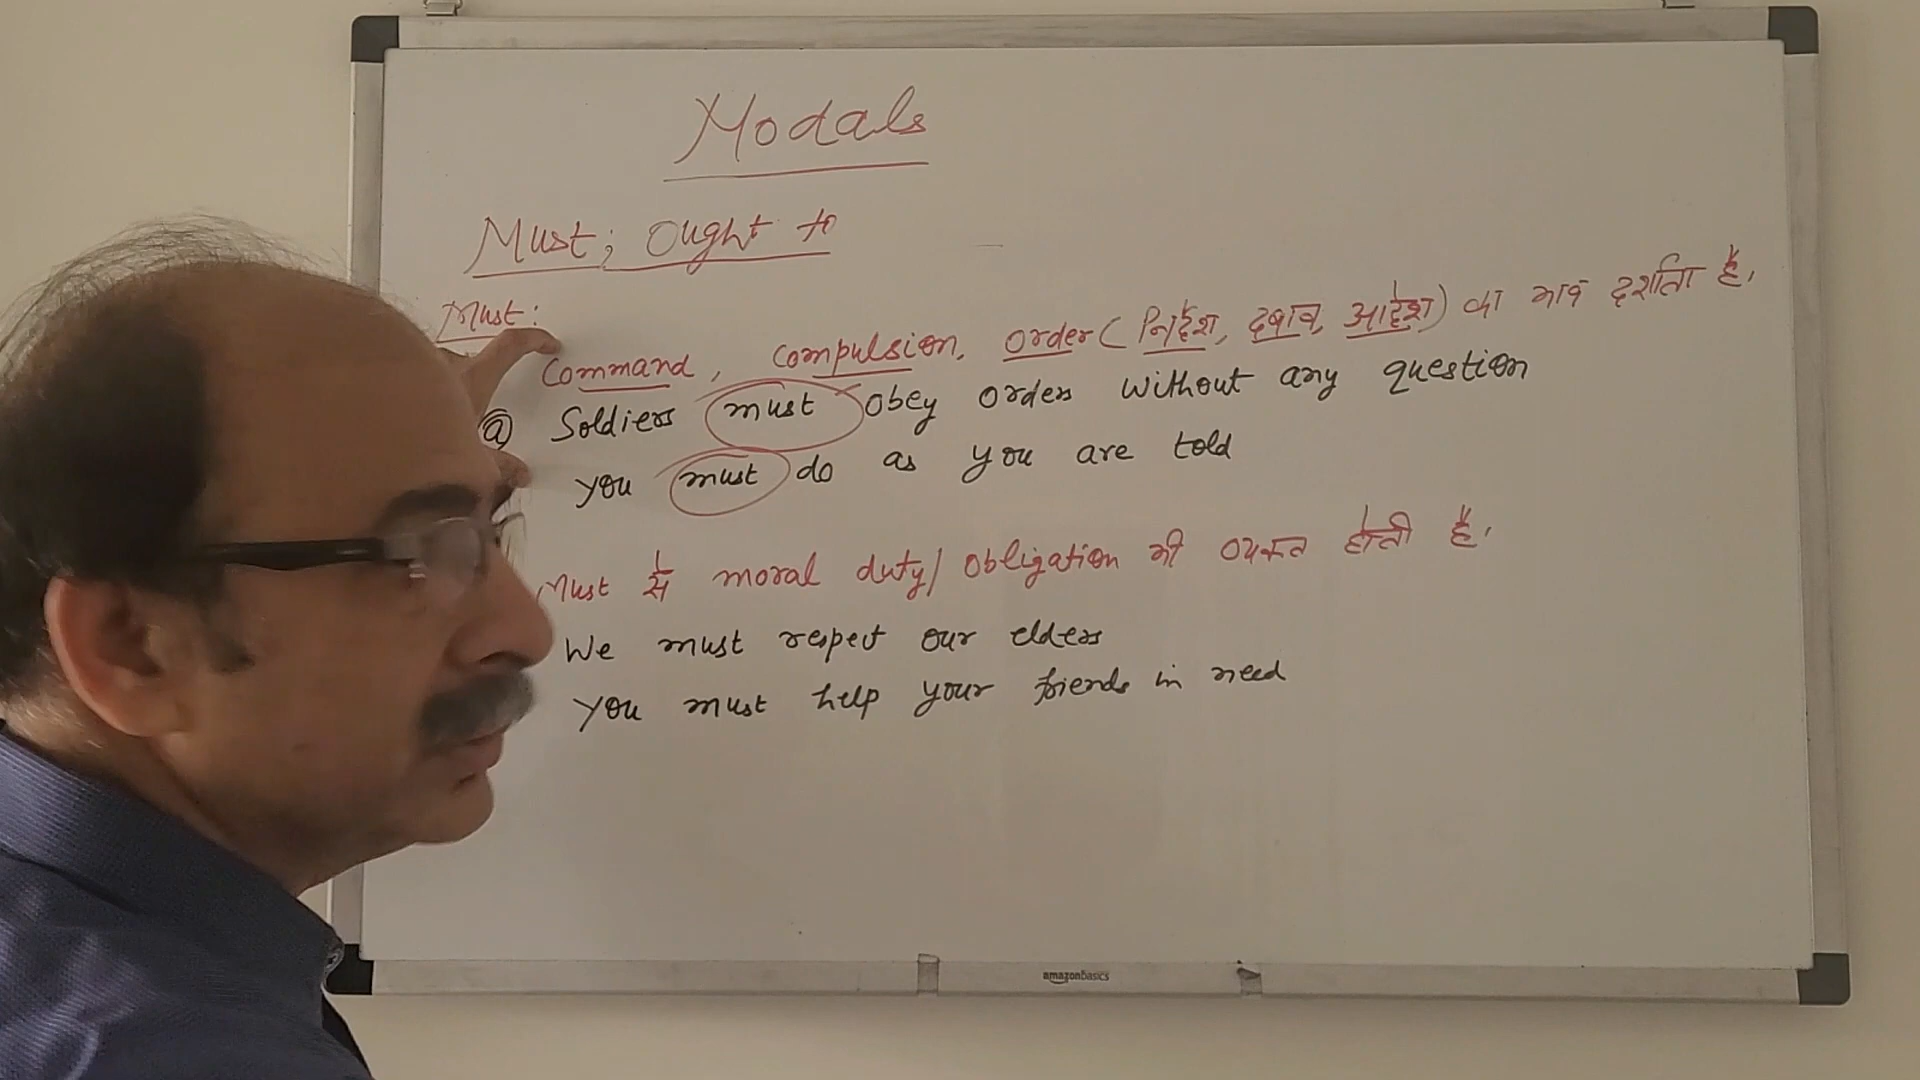 Modals
Must; Ought to
Must:
Command, Compulsion, Order ( निर्देश, दबाव, आदेश) का भाव दर्शाता है.
ⓐ Soldiers must obey orders without any question
You must do as you are told
Must से moral duty/ obligation भी व्यक्त होती है.
We must respect our elders
You must help your friends in need
amazonbasics